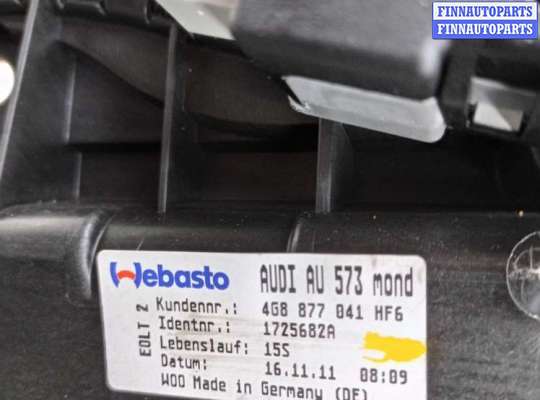 FINNAUTOPARTS
FINNAUTOPARTS
Webasto AUDI AU 573 mond
EOLT 2
Kundennr.: 4G8 877 041 HF6
Identnr.: 1725682A
Lebenslauf: 15S
Datum: 16.11.11 08:09
WOO Made in Germany (DE)